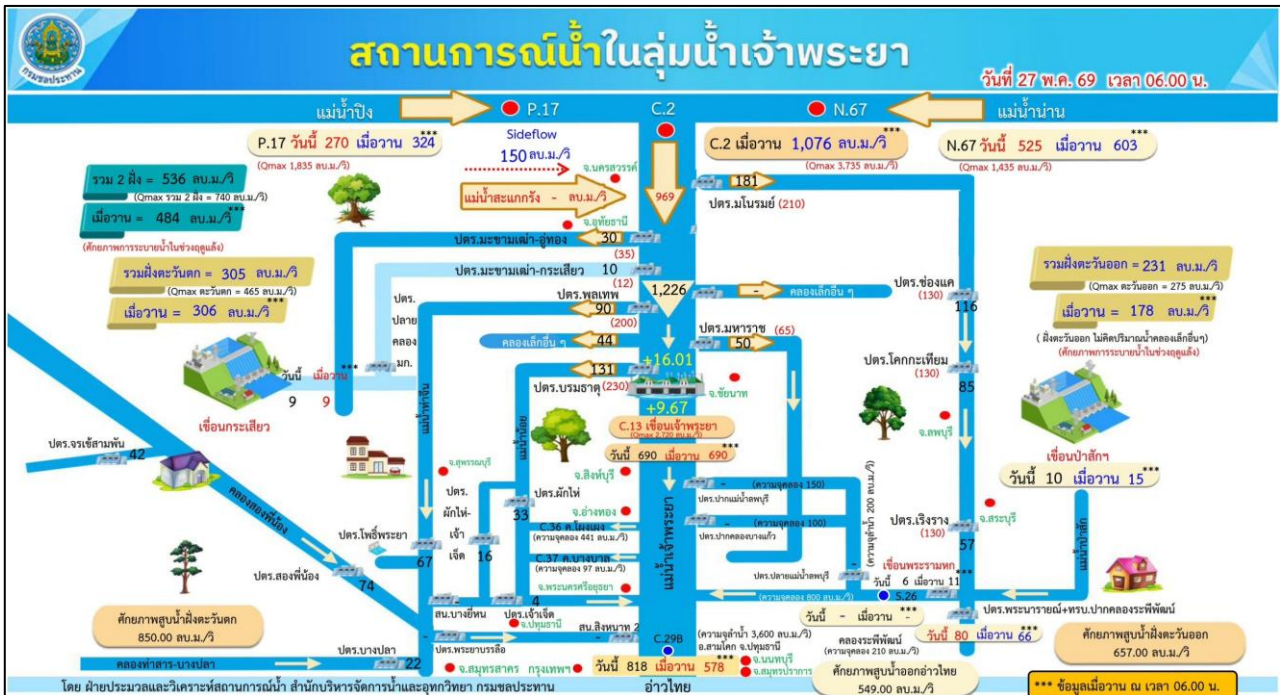 กรมชลประทาน
สถานการณ์น้ำในลุ่มน้ำเจ้าพระยา
วันที่ 27 พ.ค. 69 เวลา 06.00 น.
แม่น้ำปิง
P.17
C.2
N.67
แม่น้ำน่าน
P.17 วันนี้ 270 เมื่อวาน 324 ***
(Qmax 1,835 ลบ.ม./วิ)
Sideflow
150 ลบ.ม./วิ
จ.นครสวรรค์
C.2 เมื่อวาน 1,076 ลบ.ม./วิ ***
(Qmax 3,735 ลบ.ม./วิ)
N.67 วันนี้ 525 เมื่อวาน 603 ***
(Qmax 1,435 ลบ.ม./วิ)
รวม 2 ฝั่ง = 536 ลบ.ม./วิ
(Qmax รวม 2 ฝั่ง = 740 ลบ.ม./วิ)
เมื่อวาน = 484 ลบ.ม./วิ ***
(ศักยภาพการระบายน้ำในช่วงฤดูแล้ง)
แม่น้ำสะแกกรัง - ลบ.ม./วิ
969
181
ปตร.มโนรมย์ (210)
จ.อุทัยธานี
ปตร.มะขามเฒ่า-อู่ทอง 30
(35)
ปตร.มะขามเฒ่า-กระเสียว 10
(12)
รวมฝั่งตะวันตก = 305 ลบ.ม./วิ
(Qmax ตะวันตก = 465 ลบ.ม./วิ)
เมื่อวาน = 306 ลบ.ม./วิ ***
รวมฝั่งตะวันออก = 231 ลบ.ม./วิ
(Qmax ตะวันออก = 275 ลบ.ม./วิ)
เมื่อวาน = 178 ลบ.ม./วิ ***
( ฝั่งตะวันออก ไม่คิดปริมาณน้ำคลองเล็กอื่นๆ)
(ศักยภาพการระบายน้ำในช่วงฤดูแล้ง)
ปตร.พลเทพ
90
(200)
1,226
-
คลองเล็กอื่น ๆ
ปตร.ช่องแค
(130)
116
ปตร.
ปลาย
คลอง
มก.
คลองเล็กอื่น ๆ
44
ปตร.มหาราช (65)
50
ปตร.โคกกะเทียม
(130)
85
วันนี้ เมื่อวาน ***
9 9
เขื่อนกระเสียว
131
ปตร.บรมธาตุ (230)
+16.01
+9.67
จ.ชัยนาท
C.13 เขื่อนเจ้าพระยา
(Qmax 2,720 ลบ.ม./วิ)
วันนี้ 690 เมื่อวาน 690 ***
แม่น้ำท่าจีน
แม่น้ำน้อย
จ.ลพบุรี
เขื่อนป่าสักฯ
วันนี้ 10 เมื่อวาน 15 ***
ปตร.จรเข้สามพัน
42
คลองสองพี่น้อง
จ.สุพรรณบุรี
จ.สิงห์บุรี
ปตร.ผักไห่
33
จ.อ่างทอง
ปตร.
ผักไห่-
เจ้า
เจ็ด
16
(ความจุคลอง 150)
ปตร.ปากแม่น้ำลพบุรี
(ความจุลำน้ำ 200 ลบ.ม./วิ)
C.36 ค.โผงเผง
(ความจุคลอง 441 ลบ.ม./วิ)
-
(ความจุคลอง 100)
ปตร.ปากคลองบางแก้ว
ปตร.เริงราง
(130)
57
จ.สระบุรี
แม่น้ำป่าสัก
ปตร.โพธิ์พระยา
67
C.37 ค.บางบาล
(ความจุคลอง 97 ลบ.ม./วิ)
แม่น้ำเจ้าพระยา
ปตร.สองพี่น้อง
74
จ.พระนครศรีอยุธยา
ปตร.ปลายแม่น้ำลพบุรี
-
(ความจุคลอง 800 ลบ.ม./วิ)
เขื่อนพระรามหก
วันนี้ 6 เมื่อวาน 11 ***
5.26
-
สน.บางยี่หน
4
ปตร.เจ้าเจ็ด
จ.ปทุมธานี
ปตร.พระนารายณ์+ทรบ.ปากคลองระพีพัฒน์
วันนี้ 80 เมื่อวาน 66 ***
วันนี้ - เมื่อวาน - ***
คลองระพีพัฒน์
(ความจุคลอง 210 ลบ.ม./วิ)
ศักยภาพสูบน้ำฝั่งตะวันตก
850.00 ลบ.ม./วิ
-
ปตร.พระยาบรรลือ
สน.สิงหนาท 2
-
C.29B
(ความจุลำน้ำ 3,600 ลบ.ม./วิ)
อ.สามโคก จ.ปทุมธานี
ศักยภาพสูบน้ำฝั่งตะวันออก
657.00 ลบ.ม./วิ
คลองท่าสาร-บางปลา
ปตร.บางปลา
22
จ.สมุทรสาคร
กรุงเทพฯ
วันนี้ 818 เมื่อวาน 578 ***
จ.นนทบุรี
จ.สมุทรปราการ
ศักยภาพสูบน้ำออกอ่าวไทย
549.00 ลบ.ม./วิ
โดย ฝ่ายประมวลและวิเคราะห์สถานการณ์น้ำ สำนักบริหารจัดการน้ำและอุทกวิทยา กรมชลประทาน
อ่าวไทย
*** ข้อมูลเมื่อวาน ณ เวลา 06.00 น.